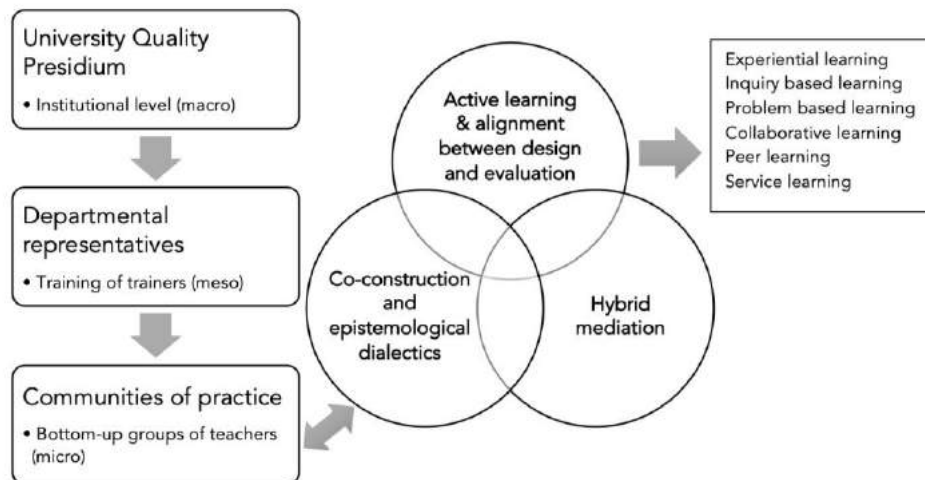 University Quality
Presidium
• Institutional level (macro)
Departmental
representatives
• Training of trainers (meso)
Communities of practice
• Bottom-up groups of teachers
(micro)
Active learning
& alignment
between design
and evaluation
Co-construction
and
epistemological
dialectics
Hybrid
mediation
Experiential learning
Inquiry based learning
Problem based learning
Collaborative learning
Peer learning
Service learning